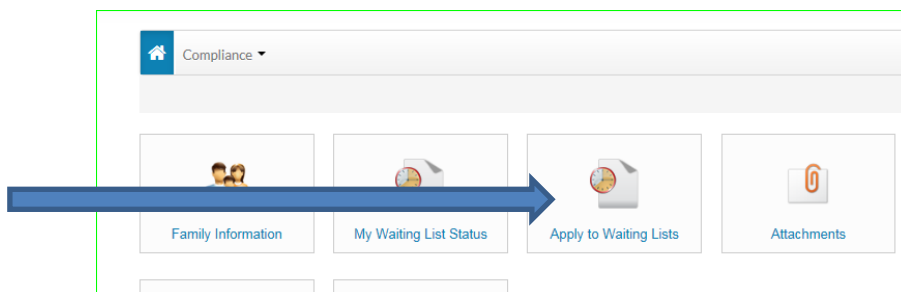 Compliance
Family Information
My Waiting List Status
Apply to Waiting Lists
Attachments